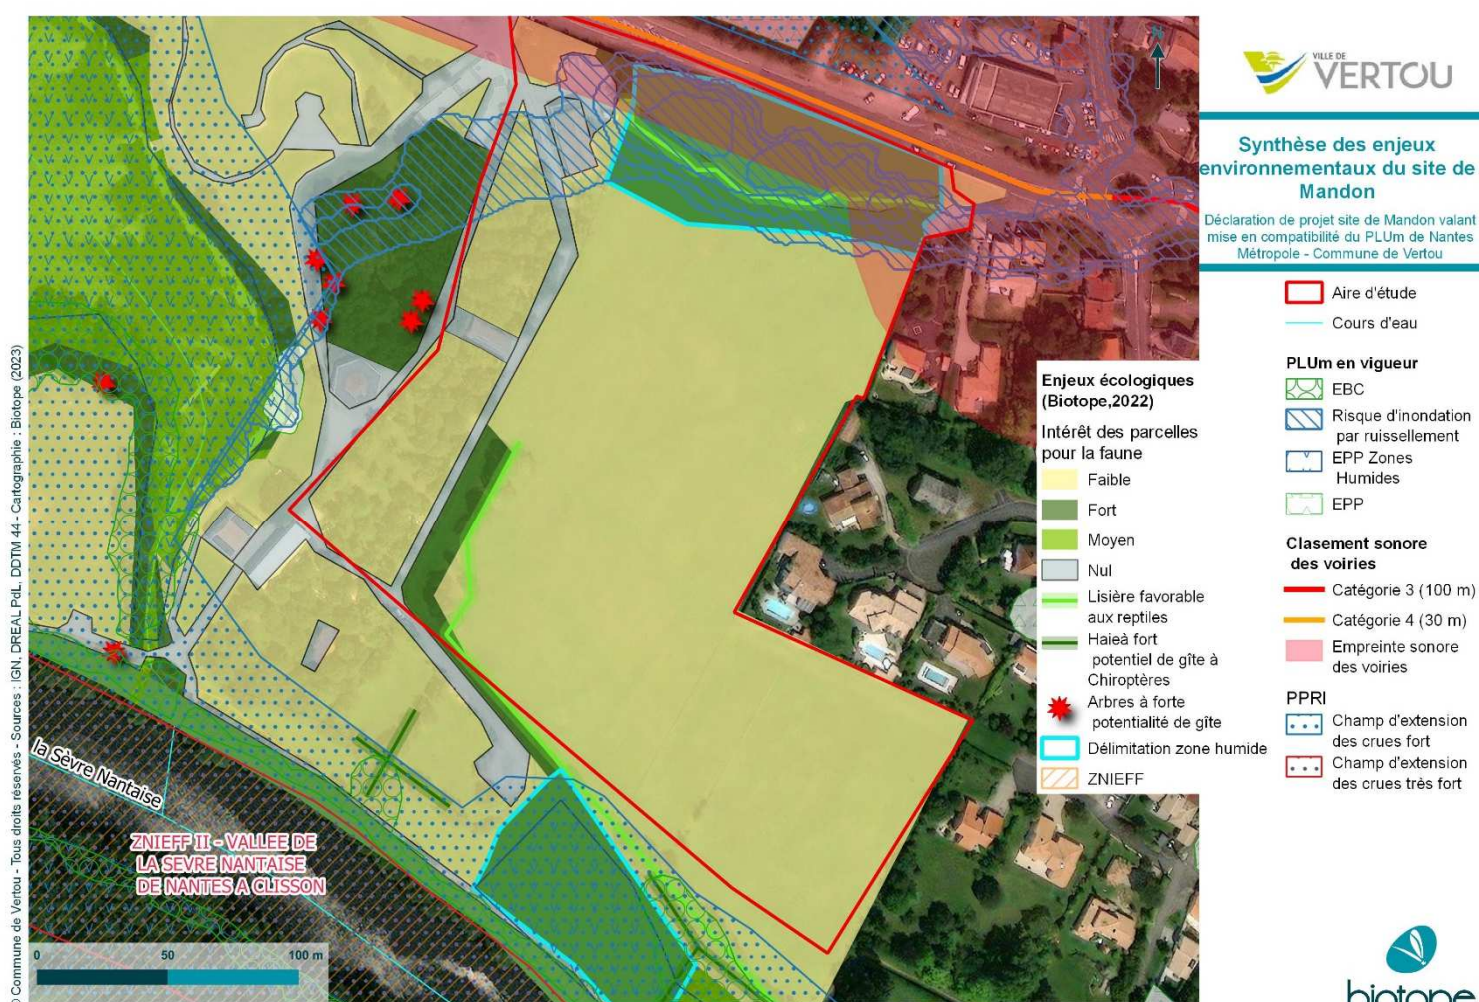 N
VILLE DE
VERTOU
Synthèse des enjeux
environnementaux du site de
Mandon
Déclaration de projet site de Mandon valant
mise en compatibilité du PLUm de Nantes
Métropole - Commune de Vertou
Aire d'étude
Cours d'eau
PLUm en vigueur
EBC
Risque d'inondation
par ruissellement
EPP Zones
Humides
EPP
Clasement sonore
des voiries
Catégorie 3 (100 m)
Catégorie 4 (30 m)
Empreinte sonore
des voiries
PPRI
Champ d'extension
des crues fort
Champ d'extension
des crues très fort
Enjeux écologiques
(Biotope,2022)
Intérêt des parcelles
pour la faune
Faible
Fort
Moyen
Nul
Lisière favorable
aux reptiles
Haieà fort
potentiel de gîte à
Chiroptères
Arbres à forte
potentialité de gîte
Délimitation zone humide
ZNIEFF
la Sèvre Nantaise
ZNIEFF II - VALLEE DE
LA SEVRE NANTAISE
DE NANTES A CLISSON
0 50 100 m
© Commune de Vertou - Tous droits réservés - Sources : IGN, DREAL PdL, DDTM 44 - Cartographie : Biotope (2023)
biotope